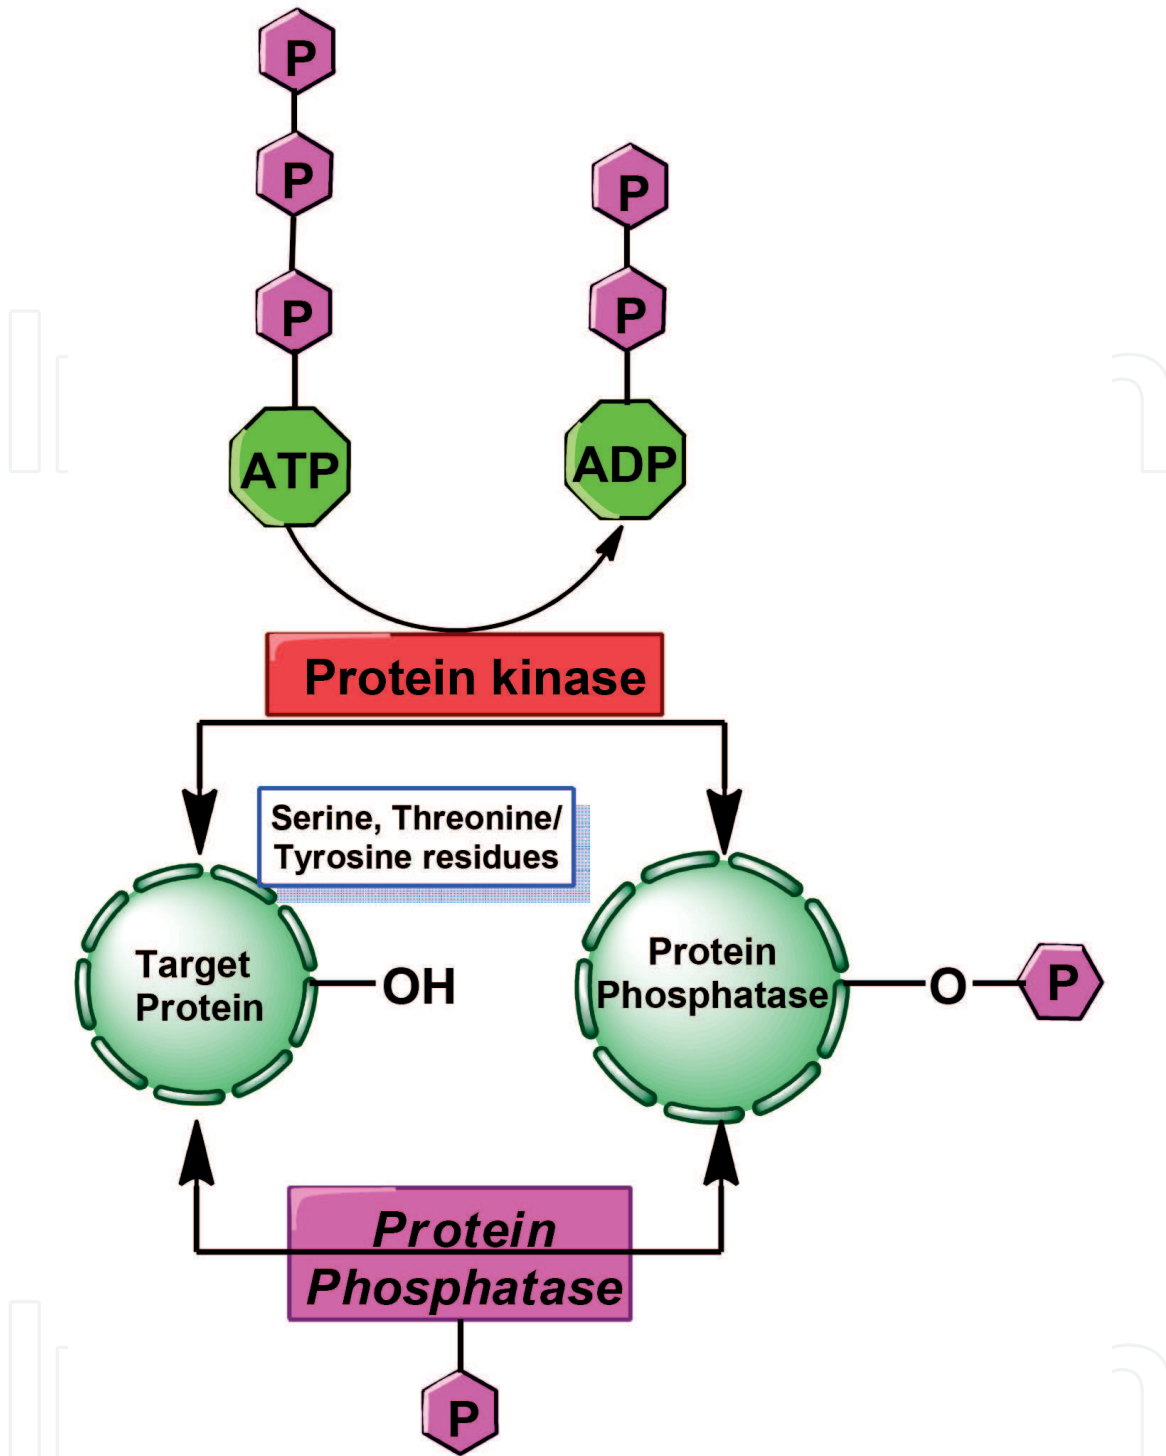 P
P
P
P
P
ATP
ADP
Protein kinase
Serine, Threonine/
Tyrosine residues
Target
Protein
OH
Protein
Phosphatase
O
P
Protein
Phosphatase
P